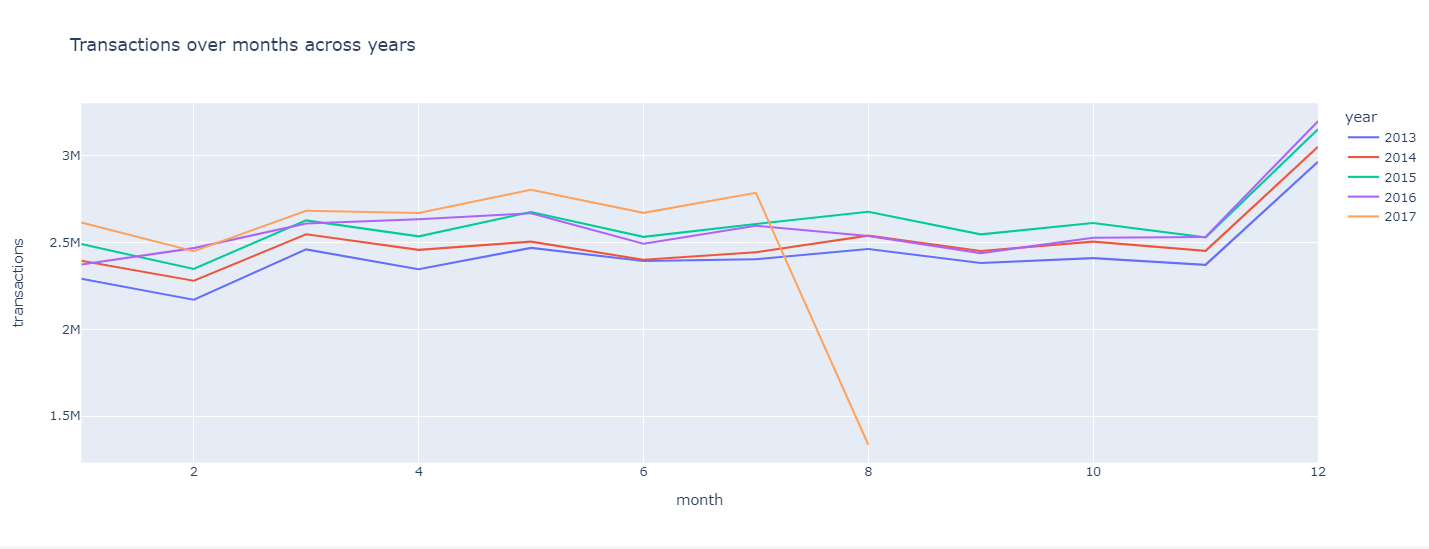 Transactions over months across years
year
2013
2014
2015
2016
2017
3M
2.5M
2M
1.5M
transactions
2 4 6 8 10 12
month